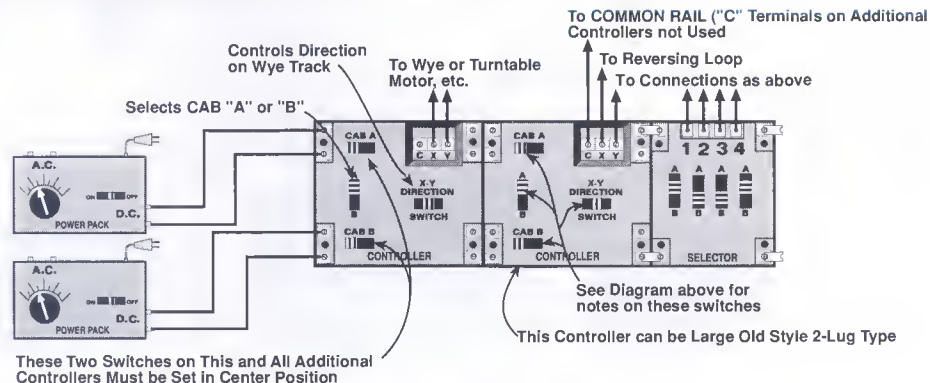 To COMMON RAIL ("C" Terminals on Additional
Controllers not Used
Controls Direction
on Wye Track
To Wye or Turntable
Motor, etc.
To Reversing Loop
To Connections as above
Selects CAB "A" or "B"
A.C.
ON OFF
D.C.
POWER PACK
A.C.
ON OFF
D.C.
POWER PACK
CAB A
C X Y
A
B
X-Y
DIRECTION
SWITCH
CAB B
CONTROLLER
CAB A
C X Y
A
B
X-Y
DIRECTION
SWITCH
CAB B
CONTROLLER
1 2 3 4
A A A A
B B B B
SELECTOR
See Diagram above for
notes on these switches
This Controller can be Large Old Style 2-Lug Type
These Two Switches on This and All Additional
Controllers Must be Set in Center Position